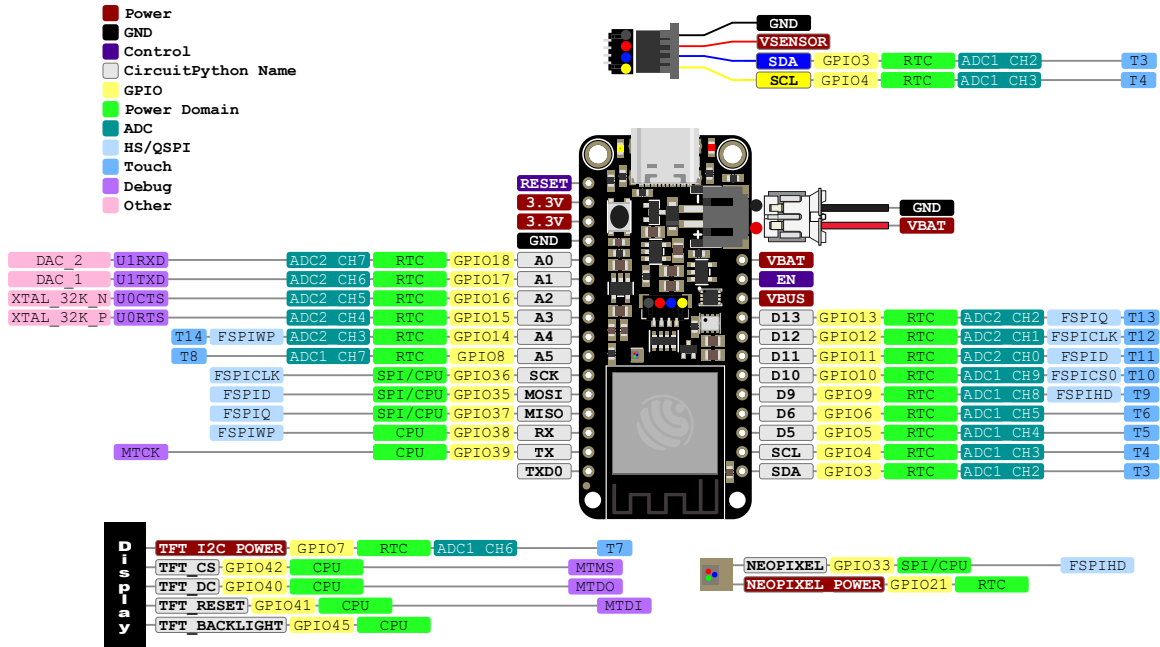 Power
GND
Control
CircuitPython Name
GPIO
Power Domain
ADC
HS/QSPI
Touch
Debug
Other
GND
VSENSOR
SDA GPIO3 RTC ADC1 CH2 T3
SCL GPIO4 RTC ADC1 CH3 T4
RESET
3.3V
3.3V
GND
DAC_2 U1RXD ADC2 CH7 RTC GPIO18 A0
DAC_1 U1TXD ADC2 CH6 RTC GPIO17 A1
XTAL_32K_N U0CTS ADC2 CH5 RTC GPIO16 A2
XTAL_32K_P U0RTS ADC2 CH4 RTC GPIO15 A3
T14 FSPIWP ADC2 CH3 RTC GPIO14 A4
T8 ADC1 CH7 RTC GPIO8 A5
FSPICLK SPI/CPU GPIO36 SCK
FSPID SPI/CPU GPIO35 MOSI
FSPIQ SPI/CPU GPIO37 MISO
FSPIWP CPU GPIO38 RX
MTCK CPU GPIO39 TX
TXD0
- +
GND
VBAT
VBAT
EN
VBUS
D13 GPIO13 RTC ADC2 CH2 FSPIQ T13
D12 GPIO12 RTC ADC2 CH1 FSPICLK T12
D11 GPIO11 RTC ADC2 CH0 FSPID T11
D10 GPIO10 RTC ADC1 CH9 FSPICS0 T10
D9 GPIO9 RTC ADC1 CH8 FSPIHD T9
D6 GPIO6 RTC ADC1 CH5 T6
D5 GPIO5 RTC ADC1 CH4 T5
SCL GPIO4 RTC ADC1 CH3 T4
SDA GPIO3 RTC ADC1 CH2 T3
Display
TFT I2C POWER GPIO7 RTC ADC1 CH6 T7
TFT_CS GPIO42 CPU MTMS
TFT_DC GPIO40 CPU MTDO
TFT_RESET GPIO41 CPU MTDI
TFT_BACKLIGHT GPIO45 CPU
NEOPIXEL GPIO33 SPI/CPU FSPIHD
NEOPIXEL POWER GPIO21 RTC